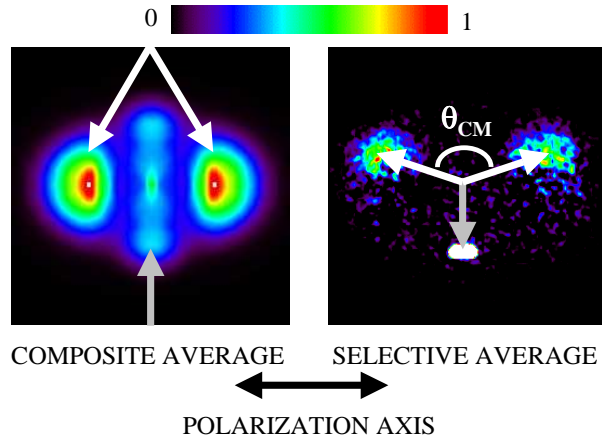 0 1
θCM
COMPOSITE AVERAGE SELECTIVE AVERAGE
POLARIZATION AXIS